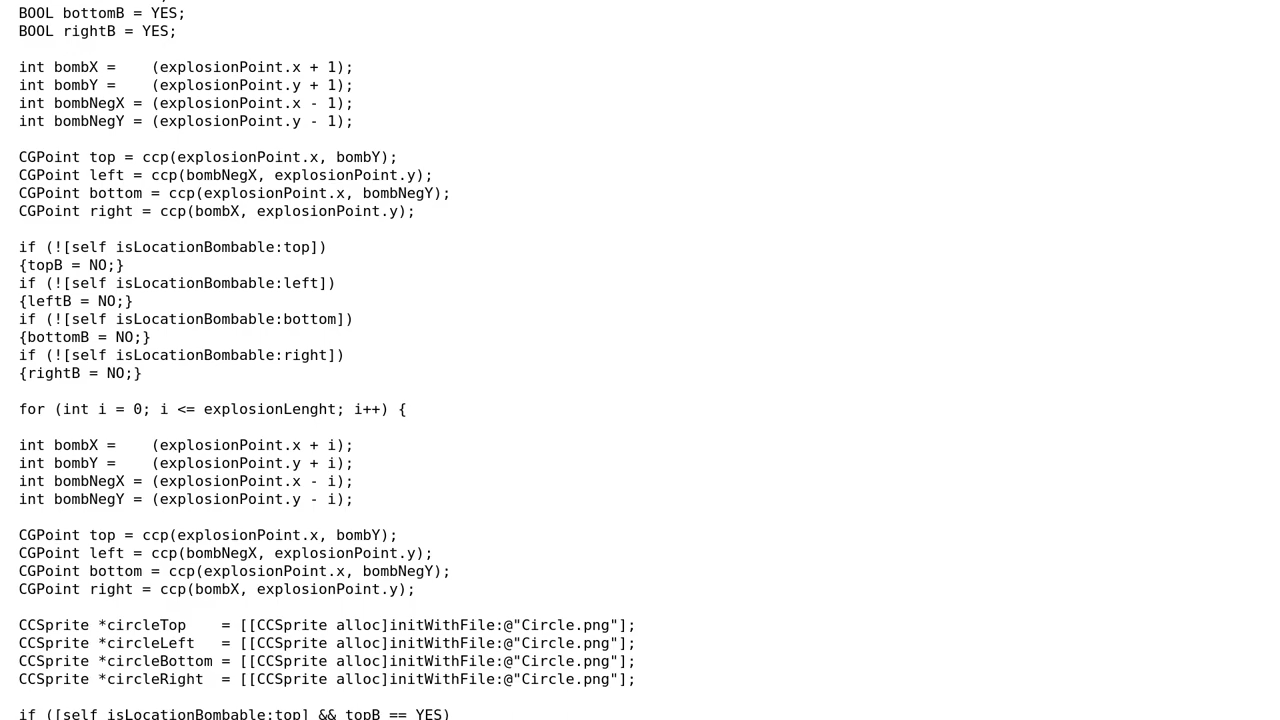 BOOL bottomB = YES;
BOOL rightB = YES;

int bombX =    (explosionPoint.x + 1);
int bombY =    (explosionPoint.y + 1);
int bombNegX = (explosionPoint.x - 1);
int bombNegY = (explosionPoint.y - 1);

CGPoint top = ccp(explosionPoint.x, bombY);
CGPoint left = ccp(bombNegX, explosionPoint.y);
CGPoint bottom = ccp(explosionPoint.x, bombNegY);
CGPoint right = ccp(bombX, explosionPoint.y);

if (![self isLocationBombable:top])
{topB = NO;}
if (![self isLocationBombable:left])
{leftB = NO;}
if (![self isLocationBombable:bottom])
{bottomB = NO;}
if (![self isLocationBombable:right])
{rightB = NO;}

for (int i = 0; i <= explosionLenght; i++) {

int bombX =    (explosionPoint.x + i);
int bombY =    (explosionPoint.y + i);
int bombNegX = (explosionPoint.x - i);
int bombNegY = (explosionPoint.y - i);

CGPoint top = ccp(explosionPoint.x, bombY);
CGPoint left = ccp(bombNegX, explosionPoint.y);
CGPoint bottom = ccp(explosionPoint.x, bombNegY);
CGPoint right = ccp(bombX, explosionPoint.y);

CCSprite *circleTop    = [[CCSprite alloc]initWithFile:@"Circle.png"];
CCSprite *circleLeft   = [[CCSprite alloc]initWithFile:@"Circle.png"];
CCSprite *circleBottom = [[CCSprite alloc]initWithFile:@"Circle.png"];
CCSprite *circleRight  = [[CCSprite alloc]initWithFile:@"Circle.png"];

if ([self isLocationBombable:top] && topB == YES)